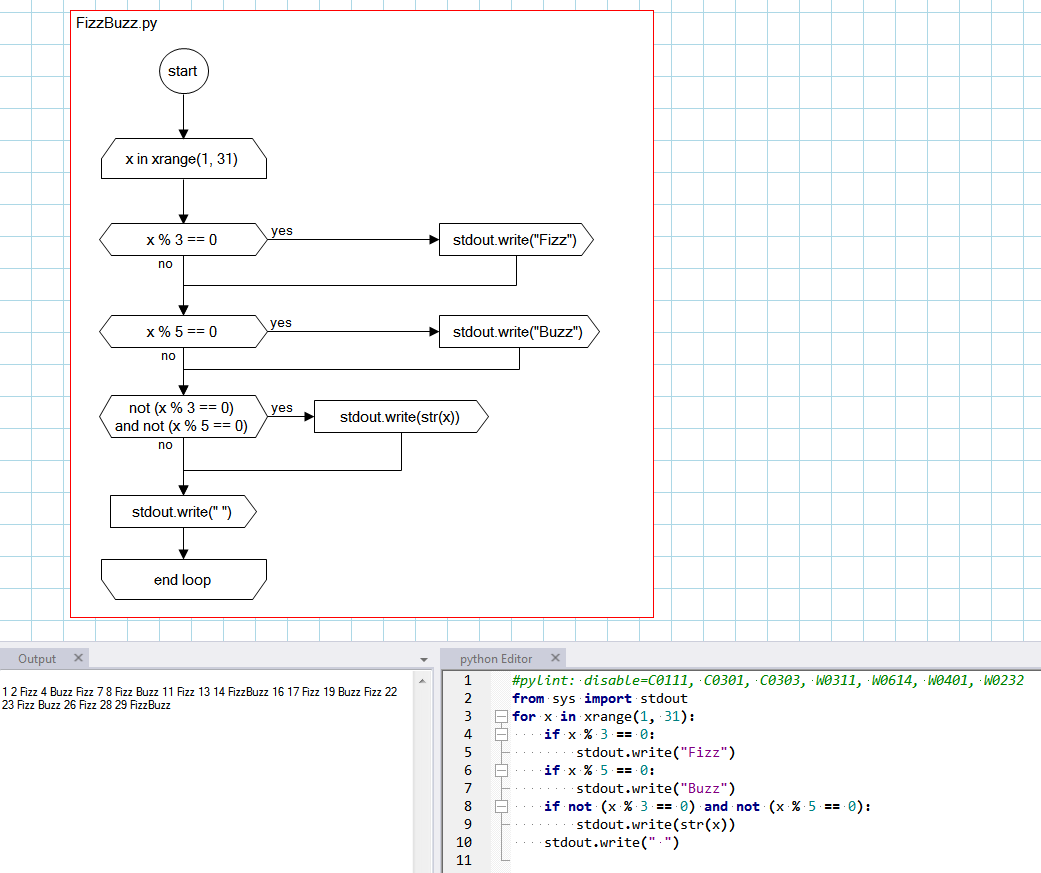 FizzBuzz.py
start
x in xrange(1, 31)
x % 3 == 0
yes
stdout.write("Fizz")
no
x % 5 == 0
yes
stdout.write("Buzz")
no
not (x % 3 == 0)
and not (x % 5 == 0)
yes
stdout.write(str(x))
no
stdout.write(" ")
end loop
Output
1 2 Fizz 4 Buzz Fizz 7 8 Fizz Buzz 11 Fizz 13 14 FizzBuzz 16 17 Fizz 19 Buzz Fizz 22
23 Fizz Buzz 26 Fizz 28 29 FizzBuzz
python Editor
1 #pylint: disable=C0111, C0301, C0303, W0311, W0614, W0401, W0232
2 from sys import stdout
3 for x in xrange(1, 31):
4     if x % 3 == 0:
5         stdout.write("Fizz")
6     if x % 5 == 0:
7         stdout.write("Buzz")
8     if not (x % 3 == 0) and not (x % 5 == 0):
9         stdout.write(str(x))
10     stdout.write(" ")
11